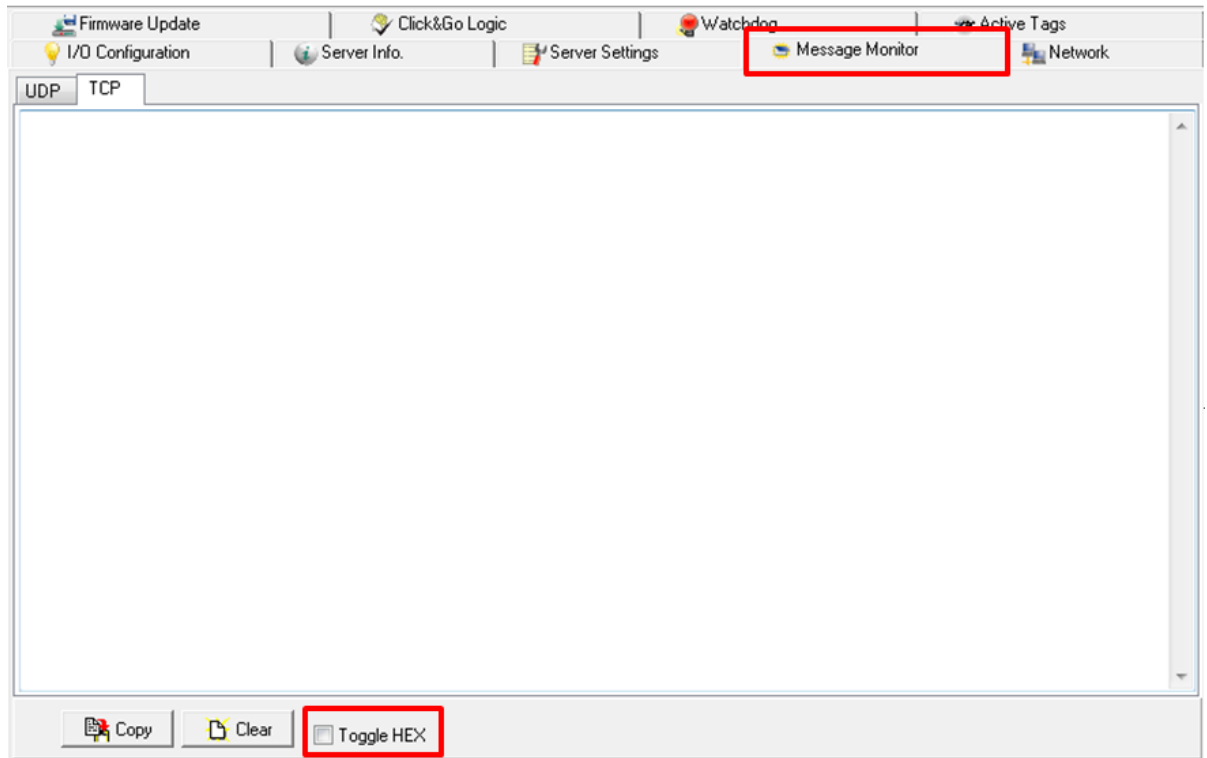 Firmware Update Click&Go Logic Watchdog Active Tags
I/O Configuration Server Info. Server Settings Message Monitor Network
UDP TCP
Copy Clear Toggle HEX